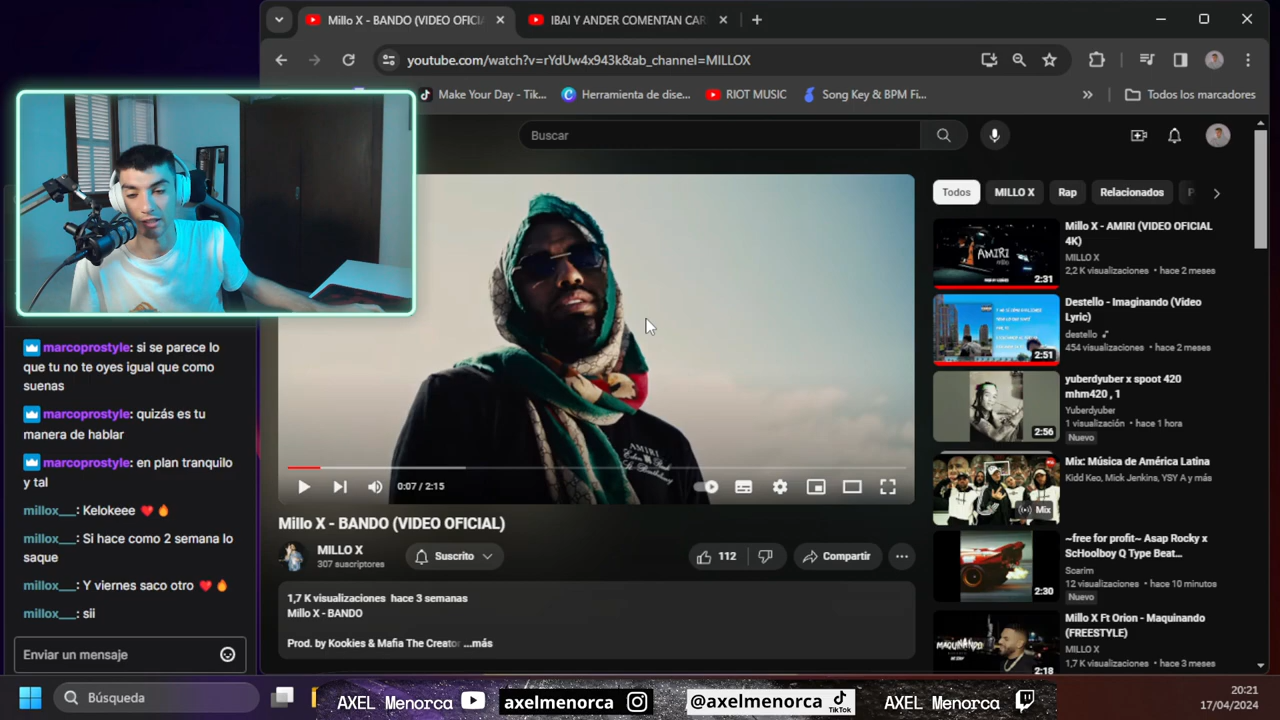 Millo X - BANDO (VIDEO OFICI
IBAI Y ANDER COMENTAN CAR
youtube.com/watch?v=rYdUw4x943k&ab_channel=MILLOX
Make Your Day - Tik...
Herramienta de dise...
RIOT MUSIC
Song Key & BPM Fi...
»
Todos los marcadores
Buscar
Todos
MILLO X
Rap
Relacionados
AMIRI
0:07 / 2:15
Millo X - BANDO (VIDEO OFICIAL)
MILLO X
307 suscriptores
Suscrito
112
Compartir
1,7 K visualizaciones hace 3 semanas
Millo X - BANDO
Prod. by Kookies & Mafia The Creator ...más
AMIRI
2:31
Millo X - AMIRI (VIDEO OFICIAL
4K)
MILLO X
2,2 K visualizaciones • hace 2 meses
2:51
Destello - Imaginando (Video
Lyric)
destello
454 visualizaciones • hace 2 meses
2:56
yuberdyuber x spoot 420
mhm420 , 1
Yuberdyuber
1 visualización • hace 1 hora
Nuevo
Mix
Mix: Música de América Latina
Kidd Keo, Mick Jenkins, YSY A y más
2:30
~free for profit~ Asap Rocky x
ScHoolboy Q Type Beat...
Scarim
12 visualizaciones • hace 10 minutos
Nuevo
MAQUINANDO
2:18
Millo X Ft Orion - Maquinando
(FREESTYLE)
MILLO X
1,7 K visualizaciones • hace 3 meses
marcoprostyle: si se parece lo
que tu no te oyes igual que como
suenas
marcoprostyle: quizás es tu
manera de hablar
marcoprostyle: en plan tranquilo
y tal
millox___: Kelokeee ❤️🔥
millox___: Si hace como 2 semana lo
saque
millox___: Y viernes saco otro ❤️🔥
millox___: sii
Enviar un mensaje
Búsqueda
AXEL Menorca
axelmenorca
@axelmenorca
TikTok
AXEL Menorca
20:21
17/04/2024